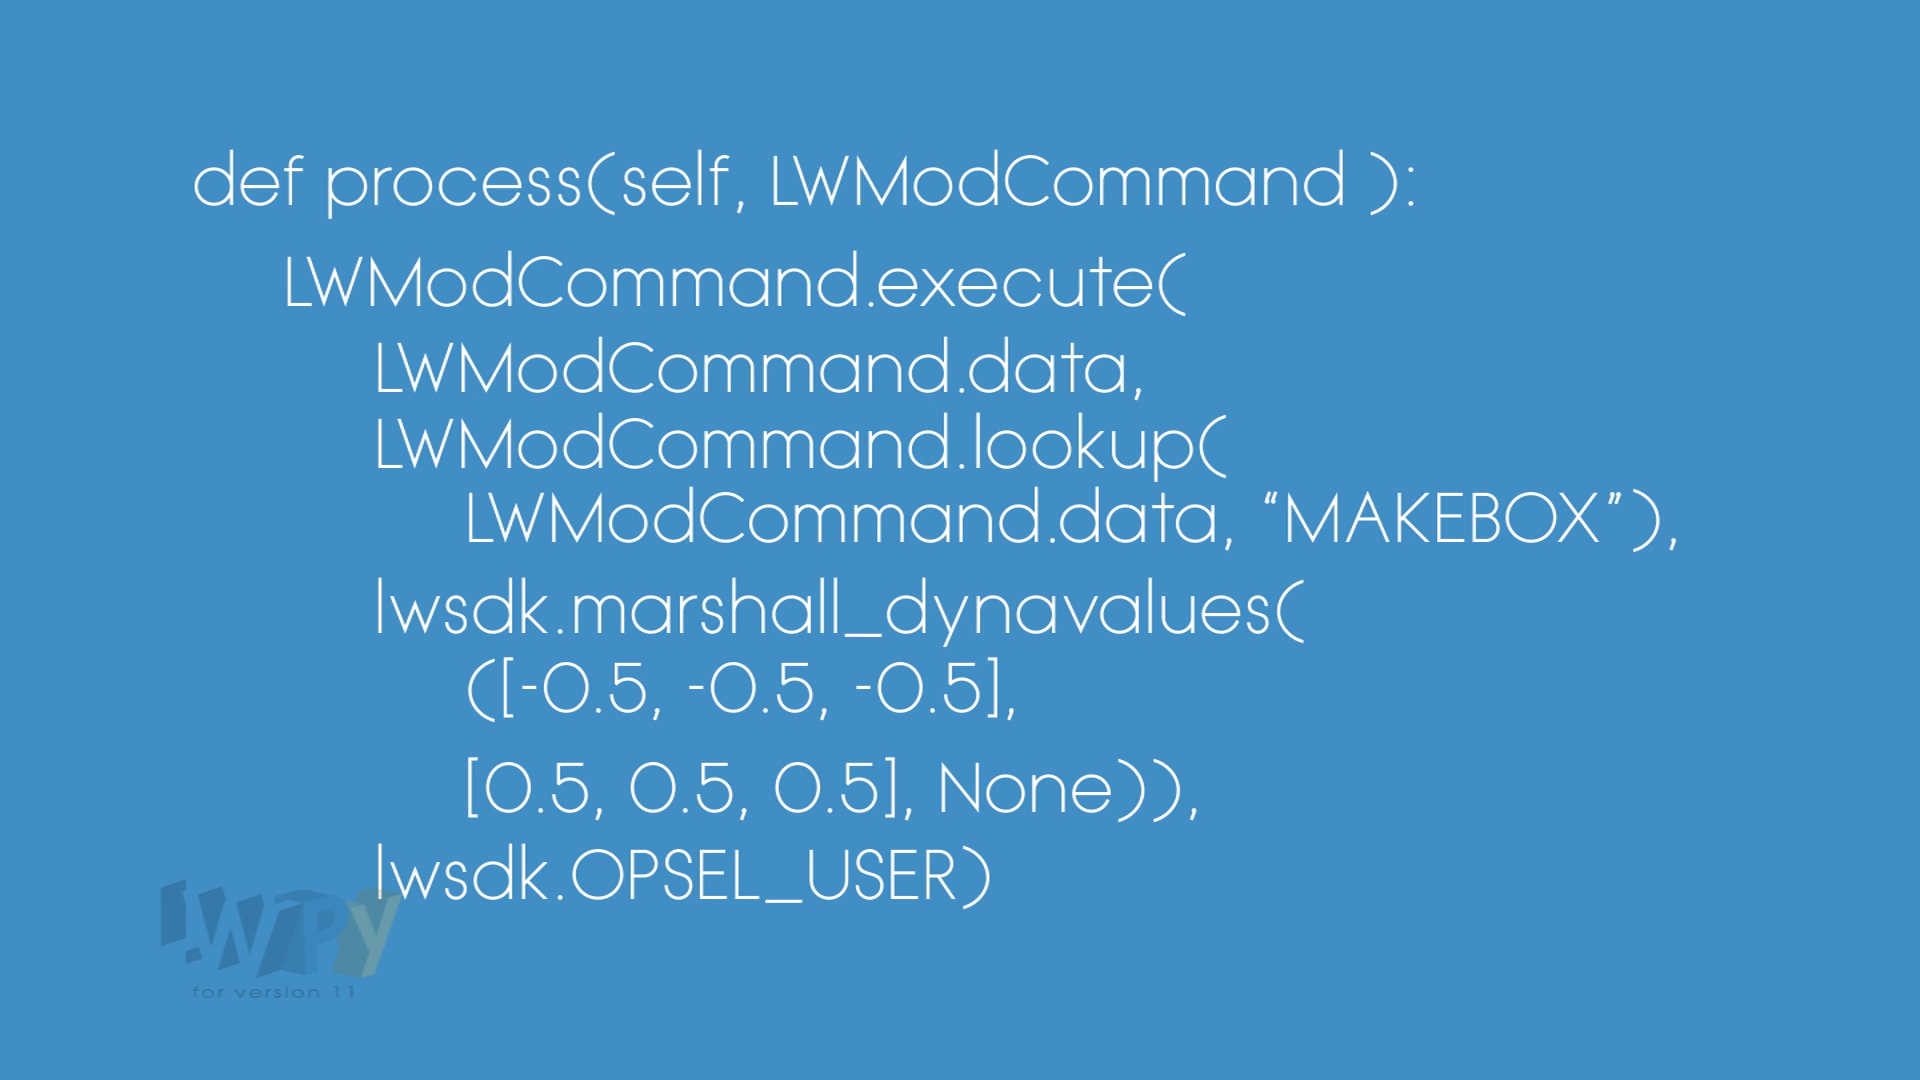 def process(self, LWModCommand ):
LWModCommand.execute(
LWModCommand.data,
LWModCommand.lookup(
LWModCommand.data, “MAKEBOX”),
lwsdk.marshall_dynavalues(
([-0.5, -0.5, -0.5],
[0.5, 0.5, 0.5], None)),
lwsdk.OPSEL_USER)
LWPy
for version 11